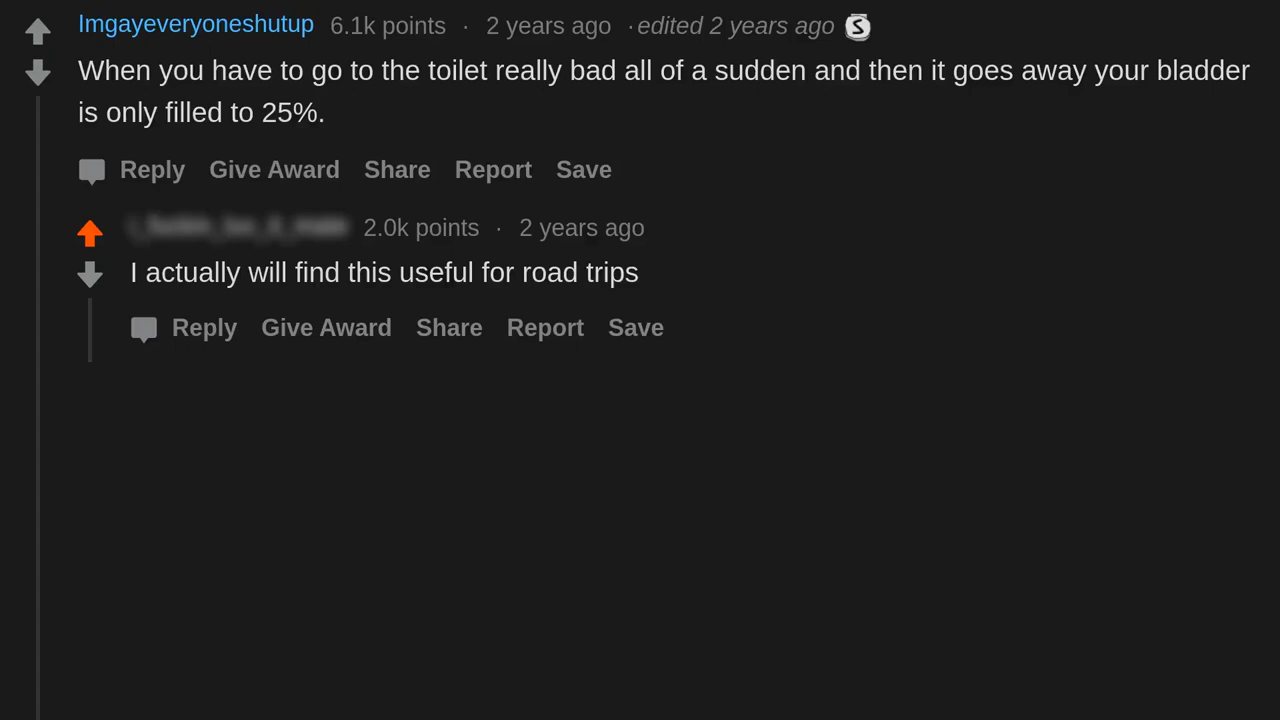 Imgayeveryoneshutup 6.1k points · 2 years ago · edited 2 years ago S
When you have to go to the toilet really bad all of a sudden and then it goes away your bladder
is only filled to 25%.
Reply Give Award Share Report Save
2.0k points · 2 years ago
I actually will find this useful for road trips
Reply Give Award Share Report Save